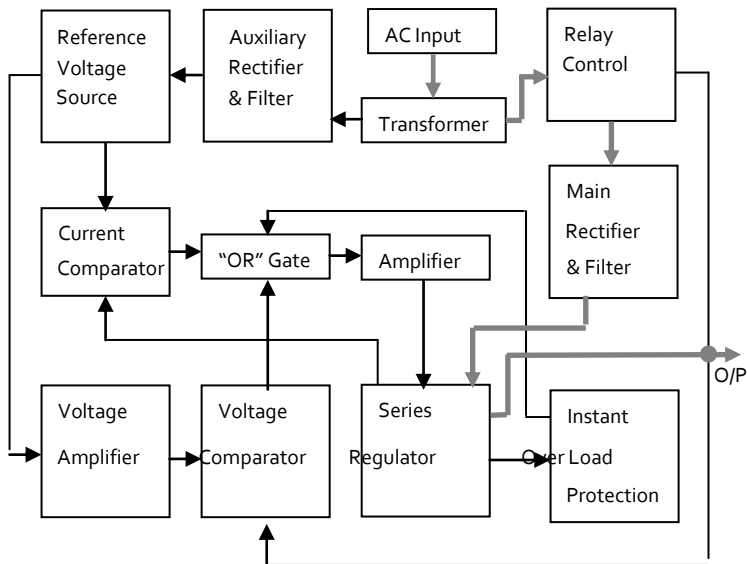 Reference
Voltage
Source
Auxiliary
Rectifier
& Filter
AC Input
Transformer
Relay
Control
Main
Rectifier
& Filter
Current
Comparator
“OR” Gate
Amplifier
O/P
Voltage
Amplifier
Voltage
Comparator
Series
Regulator
Instant
Over Load
Protection